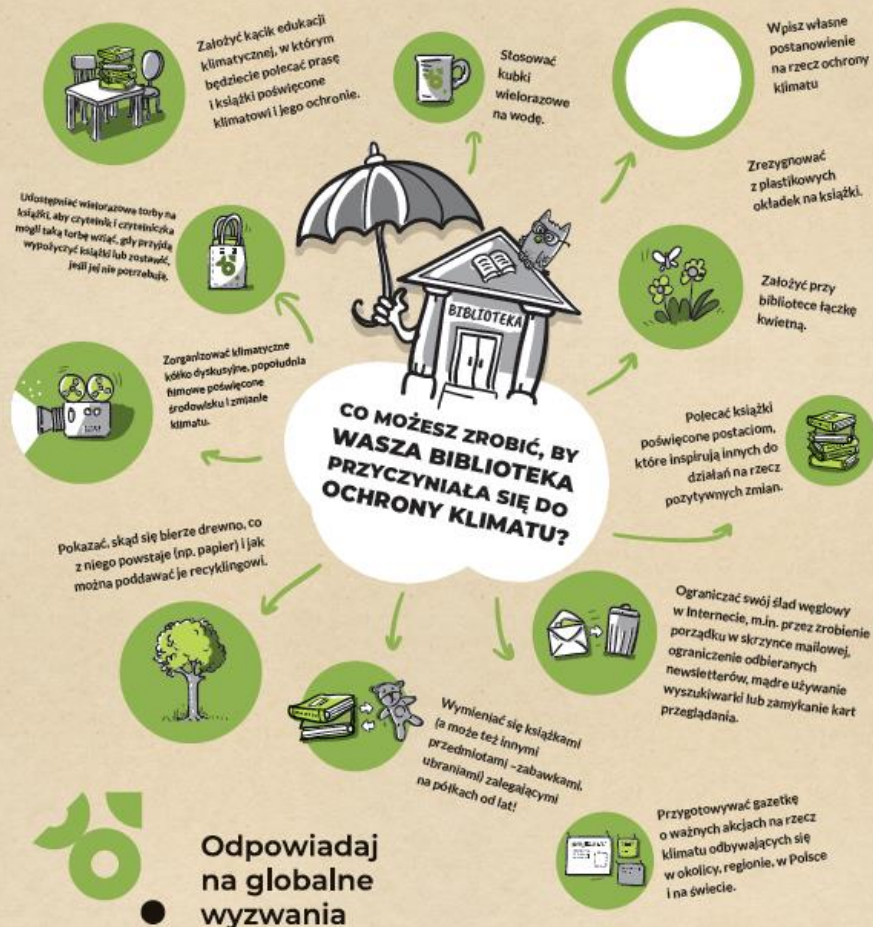 Założyć kącik edukacji
klimatycznej, w którym
będziecie polecać prasę
i książki poświęcone
klimatowi i jego ochronie.
Stosować
kubki
wielorazowe
na wodę.
Wpisz własne
postanowienie
na rzecz ochrony
klimatu
Zrezygnować
z plastikowych
okładek na książki.
Udostępniać wielorazowe torby na
książki, aby czytelnik i czytelniczka
mogli taką torbę wziąć, gdy przyjdą
wypożyczyć książki lub zostawić,
jeśli jej nie potrzebują.
BIBLIOTEKA
Założyć przy
bibliotece łączkę
kwietną.
Zorganizować klimatyczne
kółko dyskusyjne, popołudnia
filmowe poświęcone
środowisku i zmianie
klimatu.
CO MOŻESZ ZROBIĆ, BY
WASZA BIBLIOTEKA
PRZYCZYNIAŁA SIĘ DO
OCHRONY KLIMATU?
Polecać książki
poświęcone postaciom,
które inspirują innych do
działań na rzecz
pozytywnych zmian.
Pokazać, skąd się bierze drewno, co
z niego powstaje (np. papier) i jak
można poddawać je recyklingowi.
Ograniczać swój ślad węglowy
w Internecie, m.in. przez zrobienie
porządku w skrzynce mailowej,
ograniczenie odbieranych
newsletterów, mądre używanie
wyszukiwarki lub zamykanie kart
przeglądania.
Wymieniać się książkami
(a może też innymi
przedmiotami –zabawkami,
ubraniami) zalegającymi
na półkach od lat!
Przygotowywać gazetkę
o ważnych akcjach na rzecz
klimatu odbywających się
w okolicy, regionie, w Polsce
i na świecie.
Odpowiadaj
na globalne
wyzwania